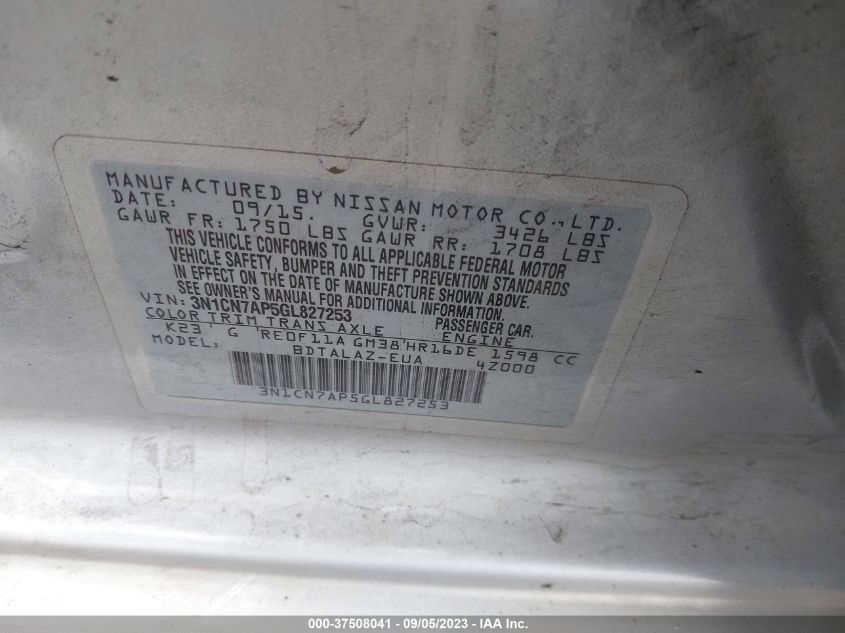 MANUFACTURED BY NISSAN MOTOR CO., LTD.
DATE: 09/15. GVWR: 3426 LBS
GAWR FR: 1750 LBS GAWR RR: 1708 LBS
THIS VEHICLE CONFORMS TO ALL APPLICABLE FEDERAL MOTOR
VEHICLE SAFETY, BUMPER AND THEFT PREVENTION STANDARDS
IN EFFECT ON THE DATE OF MANUFACTURE SHOWN ABOVE.
SEE OWNER'S MANUAL FOR ADDITIONAL INFORMATION.
VIN: 3N1CN7AP5GL827253 PASSENGER CAR.
COLOR TRIM TRANS AXLE ENGINE
K23 G RE0F11A GM38 HR16DE 1598 CC
MODEL: BDTALAZ-EUA 4Z000
3N1CN7AP5GL827253
000-37508041 - 09/05/2023 - IAA Inc.